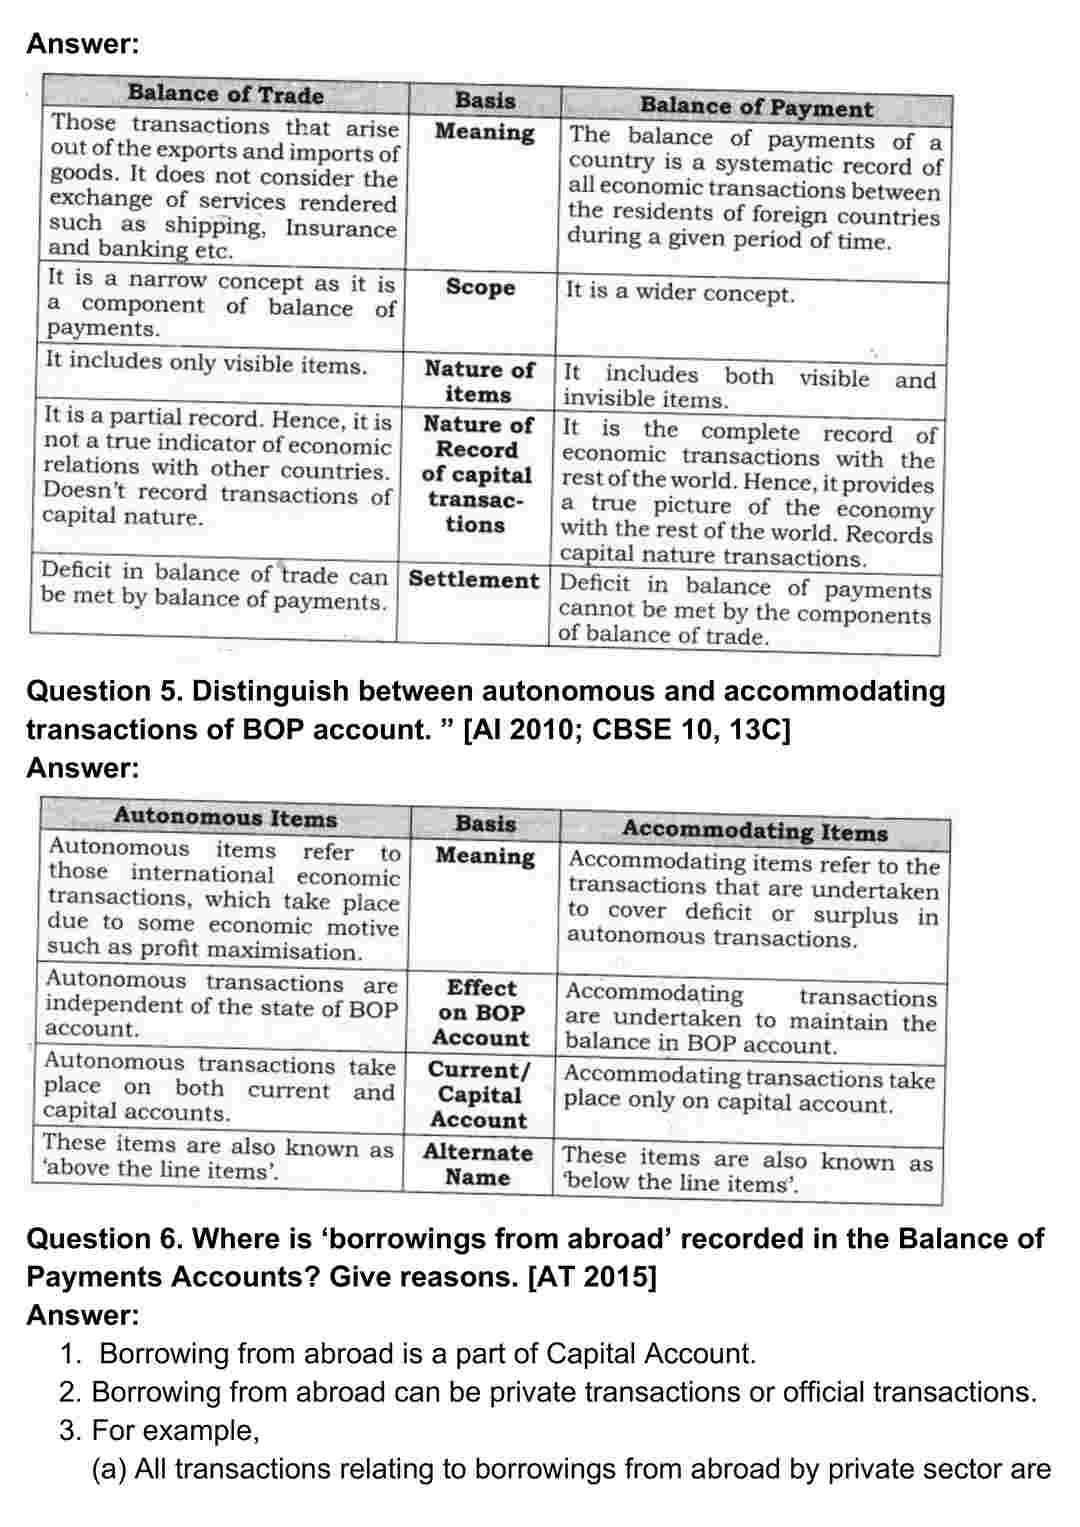 Answer:
Balance of Trade Basis Balance of Payment
Those transactions that arise
out of the exports and imports of
goods. It does not consider the
exchange of services rendered
such as shipping, Insurance
and banking etc.
Meaning
The balance of payments of a
country is a systematic record of
all economic transactions between
the residents of foreign countries
during a given period of time.
It is a narrow concept as it is
a component of balance of
payments.
Scope
It is a wider concept.
It includes only visible items.
Nature of
items
It includes both visible and
invisible items.
It is a partial record. Hence, it is
not a true indicator of economic
relations with other countries.
Doesn't record transactions of
capital nature.
Nature of
Record
of capital
transac-
tions
It is the complete record of
economic transactions with the
rest of the world. Hence, it provides
a true picture of the economy
with the rest of the world. Records
capital nature transactions.
Deficit in balance of trade can
be met by balance of payments.
Settlement
Deficit in balance of payments
cannot be met by the components
of balance of trade.
Question 5. Distinguish between autonomous and accommodating
transactions of BOP account. ” [AI 2010; CBSE 10, 13C]
Answer:
Autonomous Items Basis Accommodating Items
Autonomous items refer to
those international economic
transactions, which take place
due to some economic motive
such as profit maximisation.
Meaning
Accommodating items refer to the
transactions that are undertaken
to cover deficit or surplus in
autonomous transactions.
Autonomous transactions are
independent of the state of BOP
account.
Effect
on BOP
Account
Accommodating transactions
are undertaken to maintain the
balance in BOP account.
Autonomous transactions take
place on both current and
capital accounts.
Current/
Capital
Account
Accommodating transactions take
place only on capital account.
These items are also known as
‘above the line items’.
Alternate
Name
These items are also known as
‘below the line items’.
Question 6. Where is ‘borrowings from abroad’ recorded in the Balance of
Payments Accounts? Give reasons. [AT 2015]
Answer:
1. Borrowing from abroad is a part of Capital Account.
2. Borrowing from abroad can be private transactions or official transactions.
3. For example,
(a) All transactions relating to borrowings from abroad by private sector are